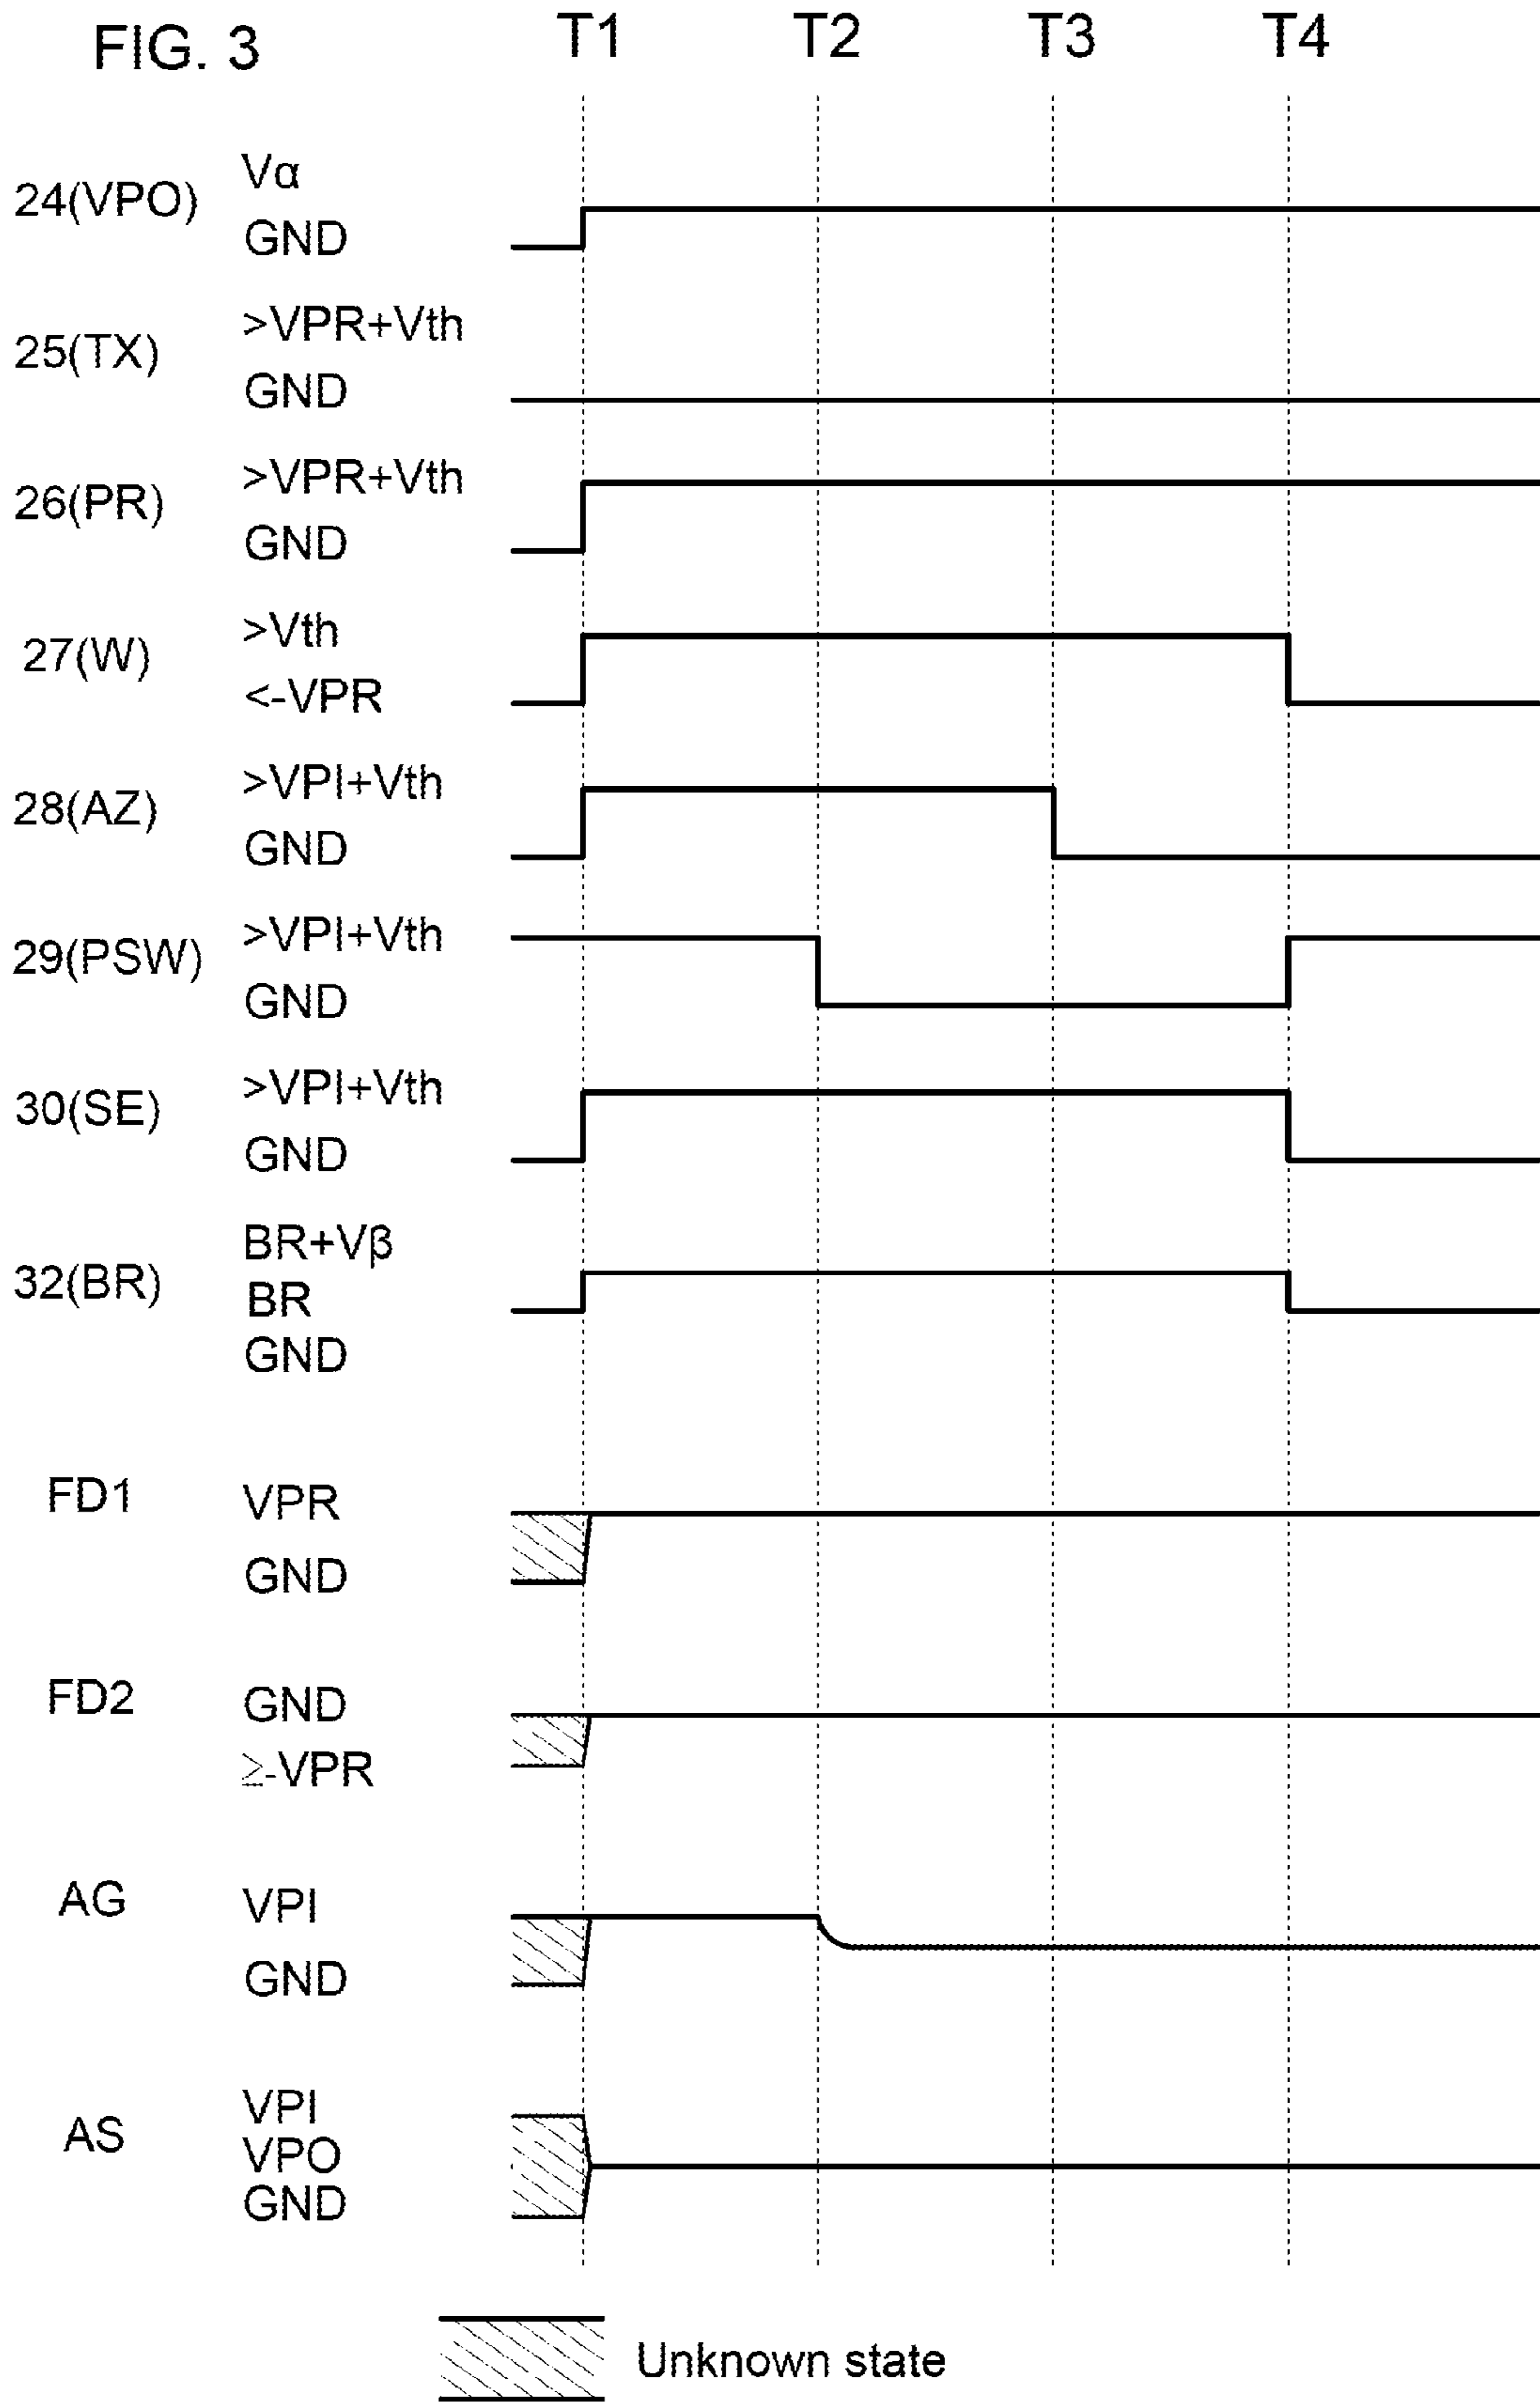 FIG. 3
T1 T2 T3 T4
24(VPO)
Vα
GND
25(TX)
>VPR+Vth
GND
26(PR)
>VPR+Vth
GND
27(W)
>Vth
<-VPR
28(AZ)
>VPI+Vth
GND
29(PSW)
>VPI+Vth
GND
30(SE)
>VPI+Vth
GND
32(BR)
BR+Vβ
BR
GND
FD1
VPR
GND
FD2
GND
≥-VPR
AG
VPI
GND
AS
VPI
VPO
GND
Unknown state